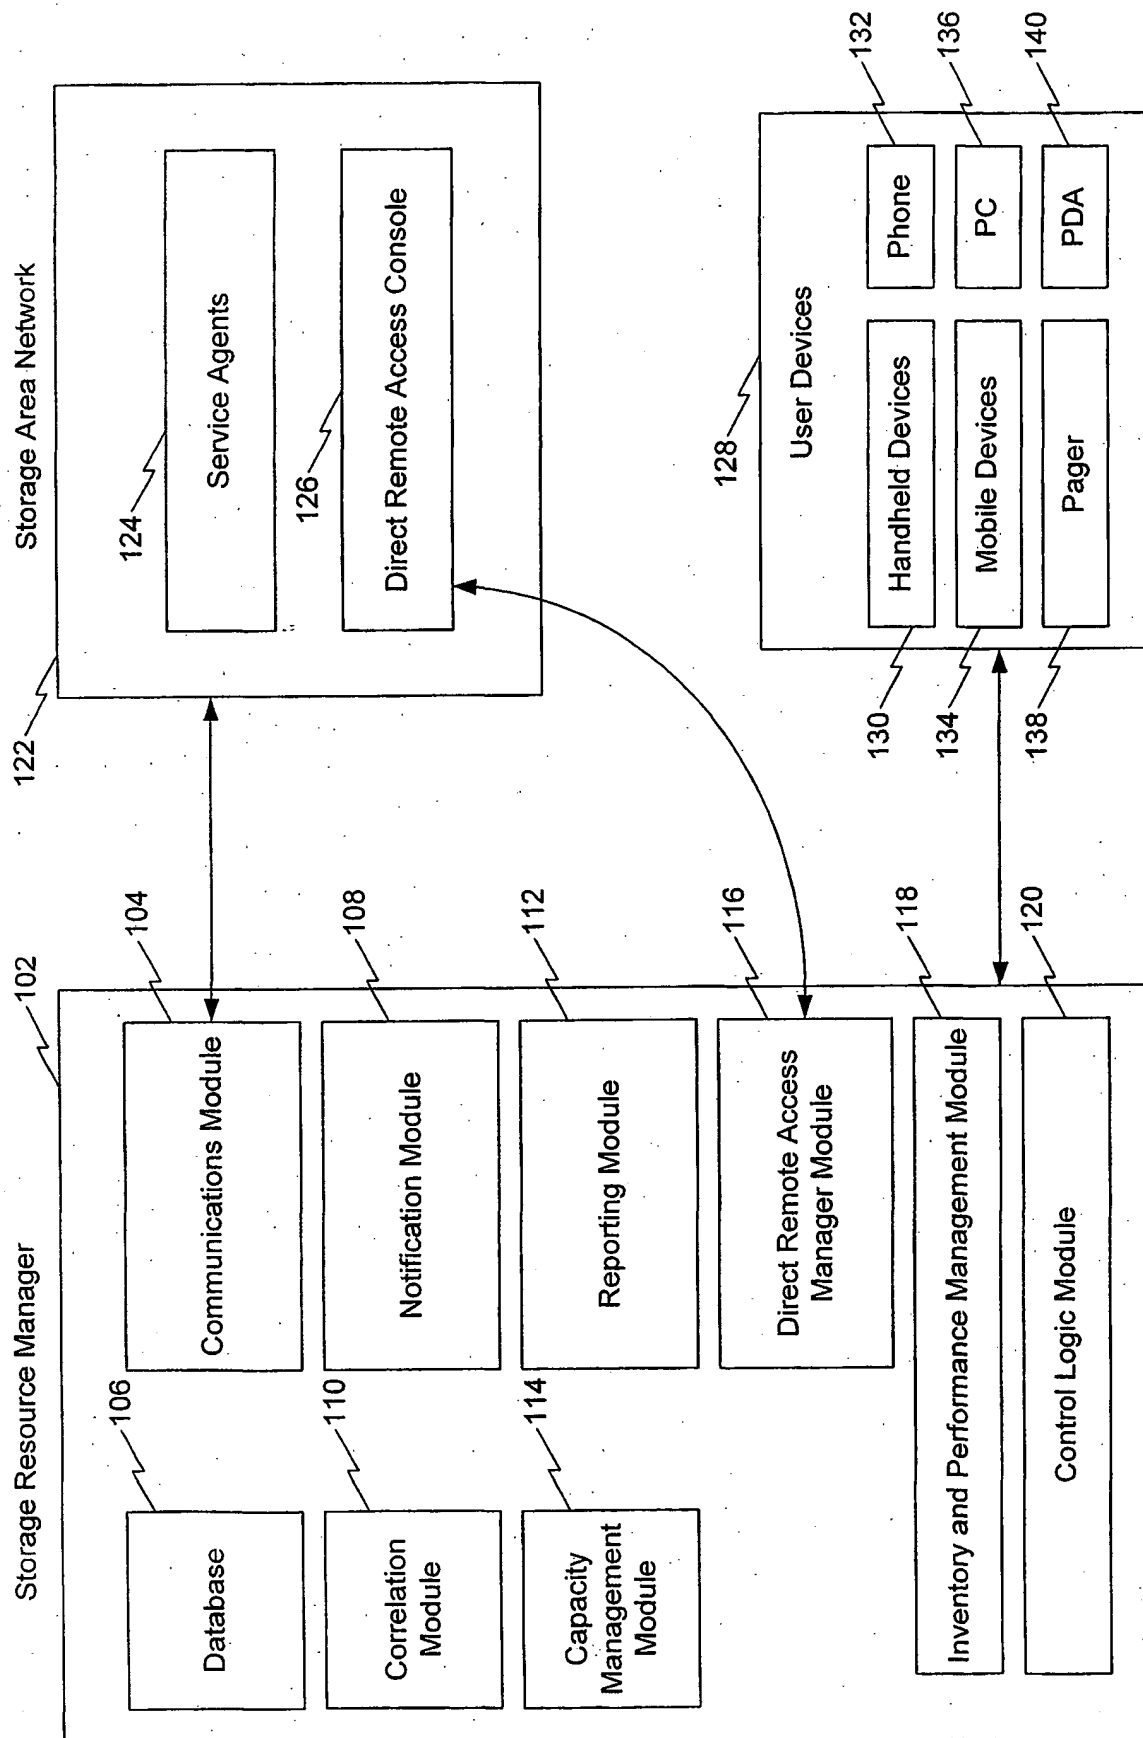 Storage Resource Manager
102
Database
106
Communications Module
104
Correlation
Module
110
Notification Module
108
Capacity
Management
Module
114
Reporting Module
112
Direct Remote Access
Manager Module
116
Inventory and Performance Management Module
118
Control Logic Module
120
Storage Area Network
122
Service Agents
124
Direct Remote Access Console
126
User Devices
128
Handheld Devices
130
Phone
132
Mobile Devices
134
PC
136
Pager
138
PDA
140